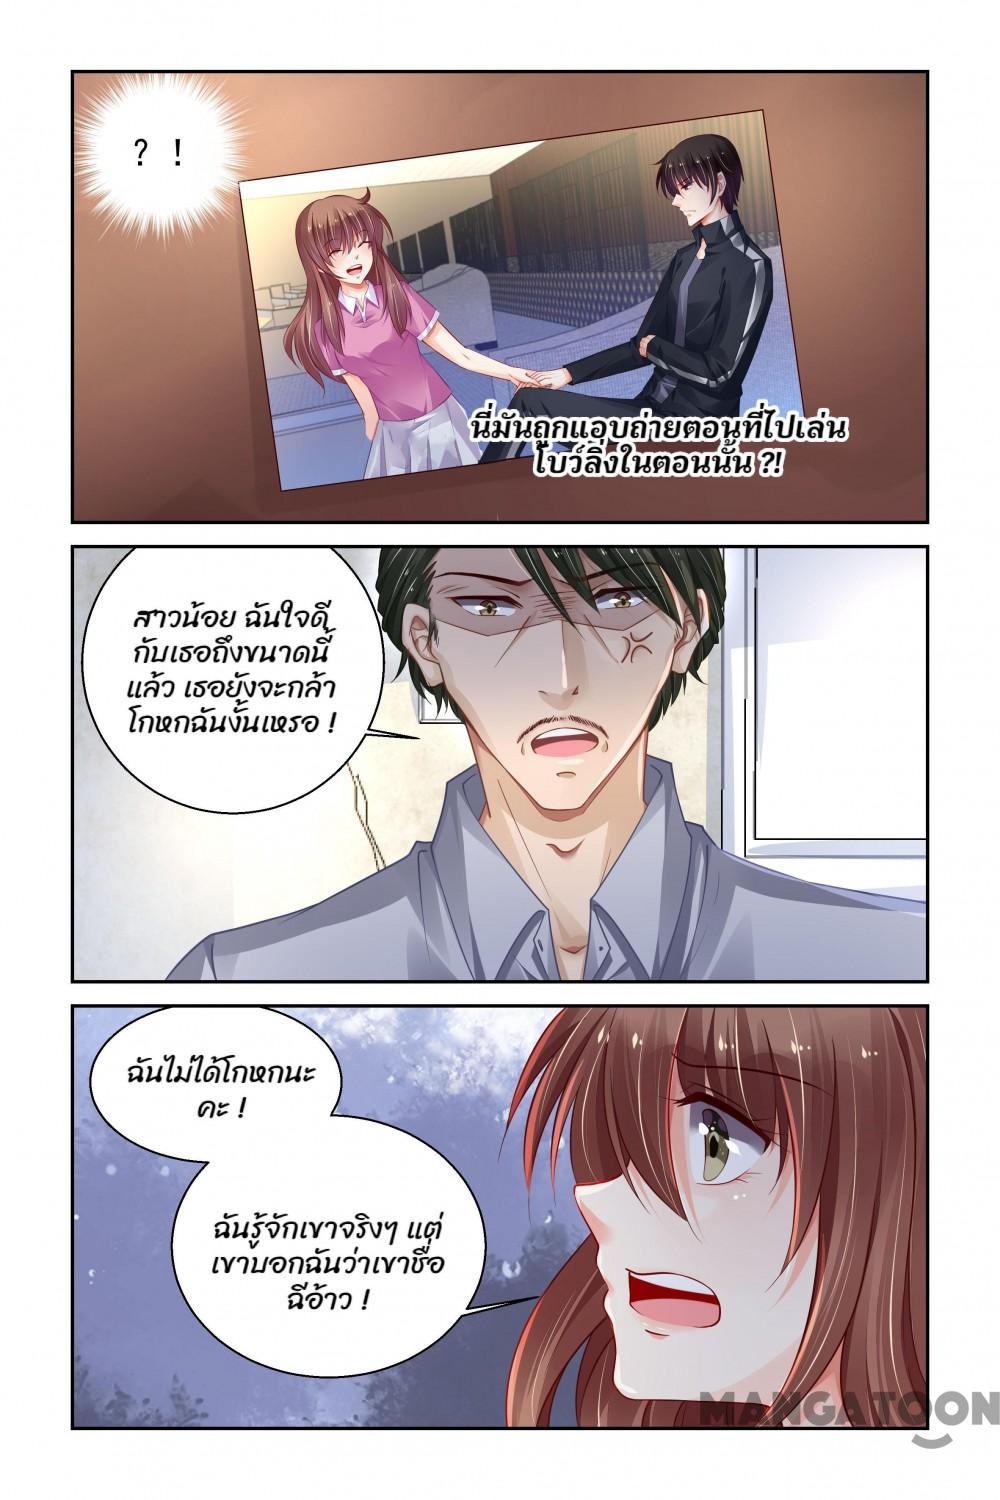 ? !
นี่มันถูกแอบถ่ายตอนที่ไปเล่น
โบว์ลิ่งในตอนนั้น ?!
สาวน้อย ฉันใจดี
กับเธอถึงขนาดนี้
แล้ว เธอยังจะกล้า
โกหกฉันงั้นเหรอ !
ฉันไม่ได้โกหกนะ
คะ !
ฉันรู้จักเขาจริงๆ แต่
เขาบอกฉันว่าเขาชื่อ
ฉีอ้าว !
MANGATOON